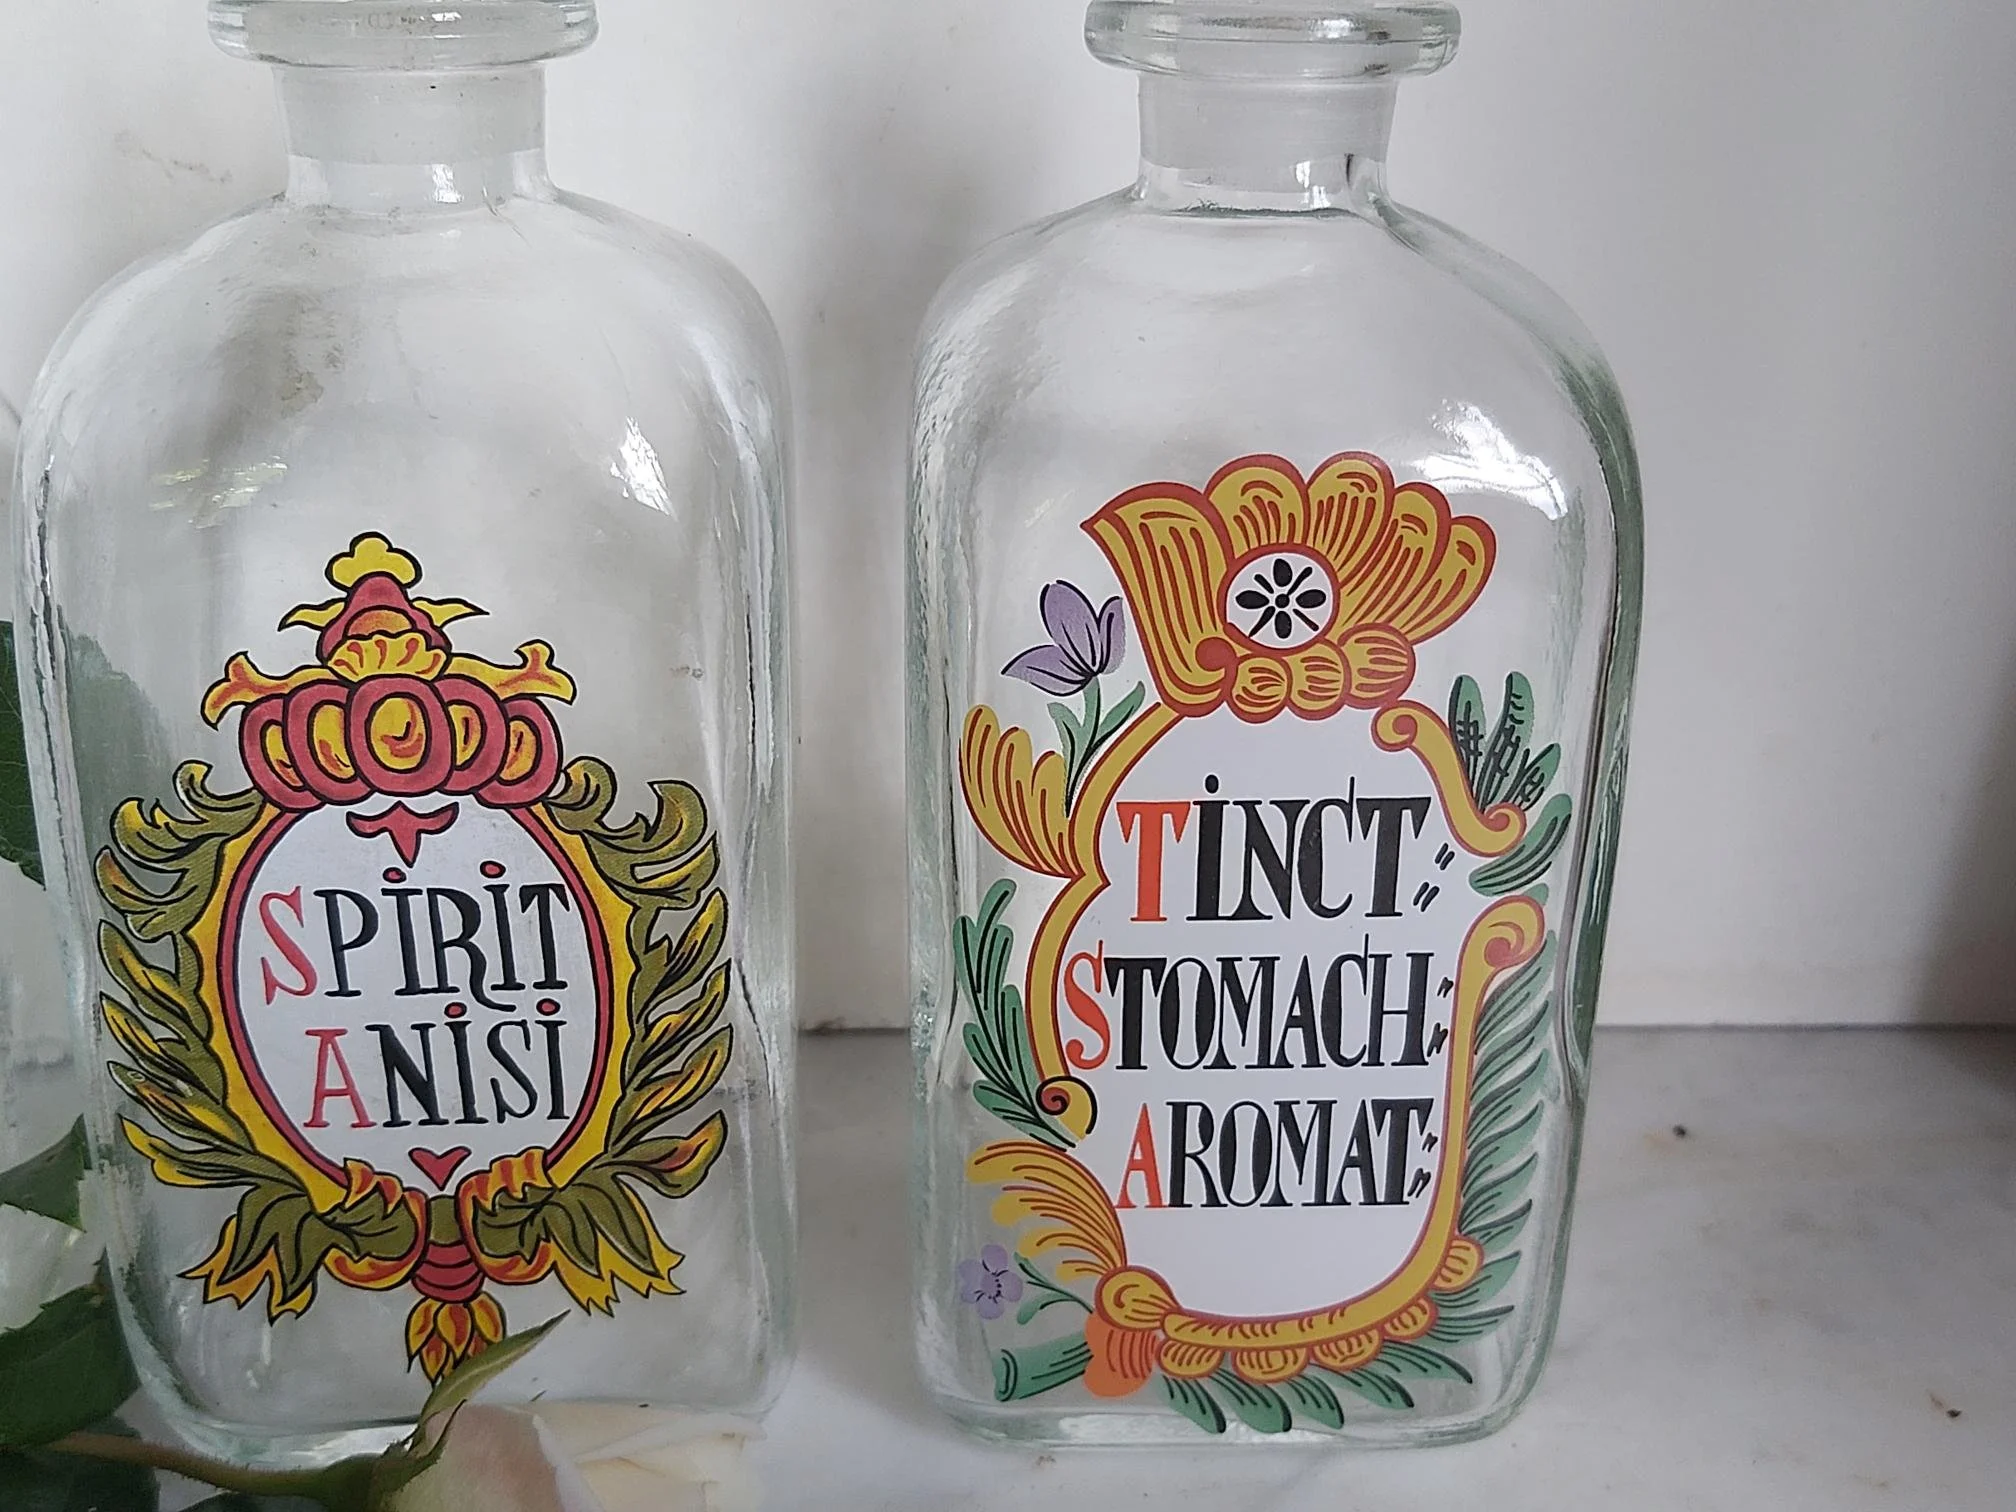 SPIRIT
ANISI
TINCT
STOMACH
AROMAT